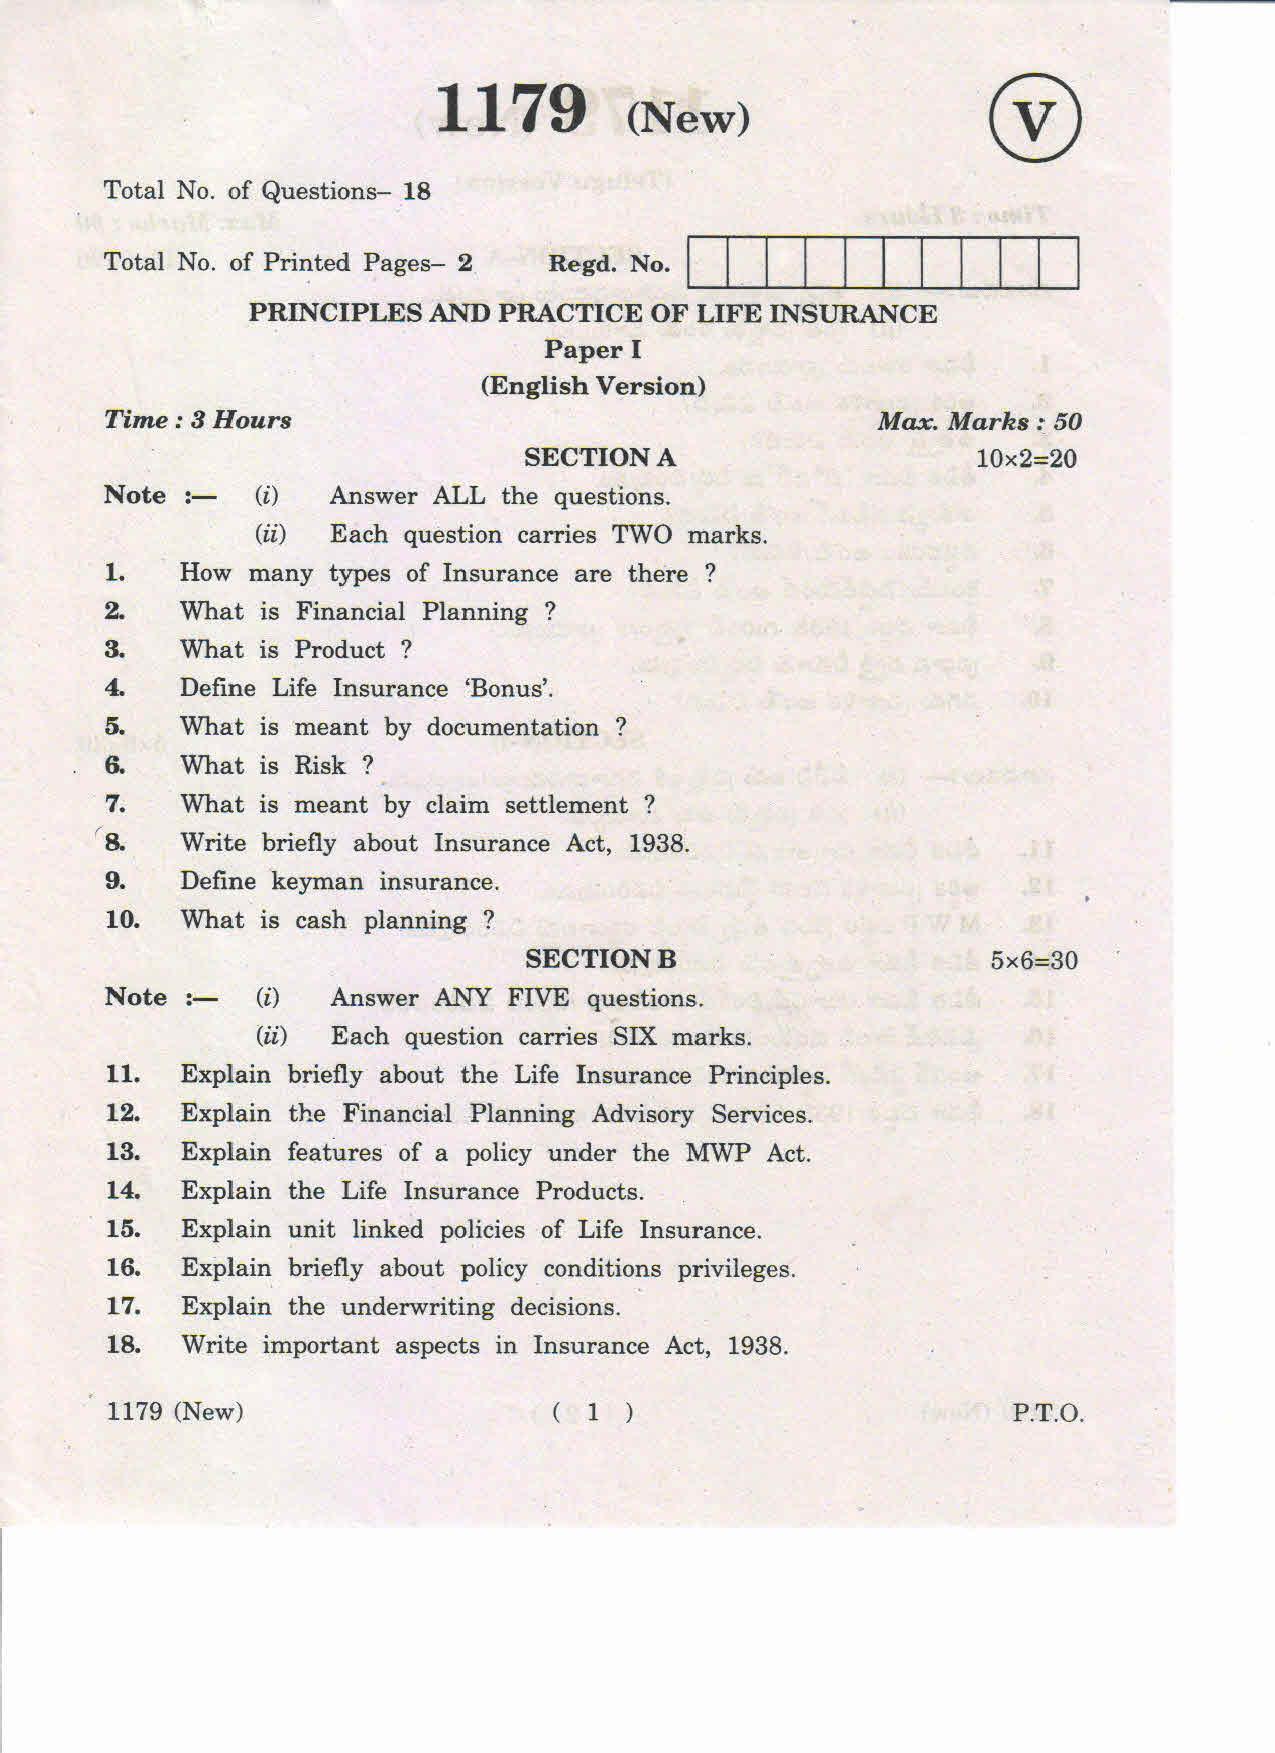 1179 (New)
V
Total No. of Questions– 18
Total No. of Printed Pages– 2 Regd. No.
PRINCIPLES AND PRACTICE OF LIFE INSURANCE
Paper I
(English Version)
Time : 3 Hours Max. Marks : 50
SECTION A 10×2=20
Note :— (i) Answer ALL the questions.
(ii) Each question carries TWO marks.
1. How many types of Insurance are there ?
2. What is Financial Planning ?
3. What is Product ?
4. Define Life Insurance ‘Bonus’.
5. What is meant by documentation ?
6. What is Risk ?
7. What is meant by claim settlement ?
8. Write briefly about Insurance Act, 1938.
9. Define keyman insurance.
10. What is cash planning ?
SECTION B 5×6=30
Note :— (i) Answer ANY FIVE questions.
(ii) Each question carries SIX marks.
11. Explain briefly about the Life Insurance Principles.
12. Explain the Financial Planning Advisory Services.
13. Explain features of a policy under the MWP Act.
14. Explain the Life Insurance Products.
15. Explain unit linked policies of Life Insurance.
16. Explain briefly about policy conditions privileges.
17. Explain the underwriting decisions.
18. Write important aspects in Insurance Act, 1938.
1179 (New) ( 1 ) P.T.O.